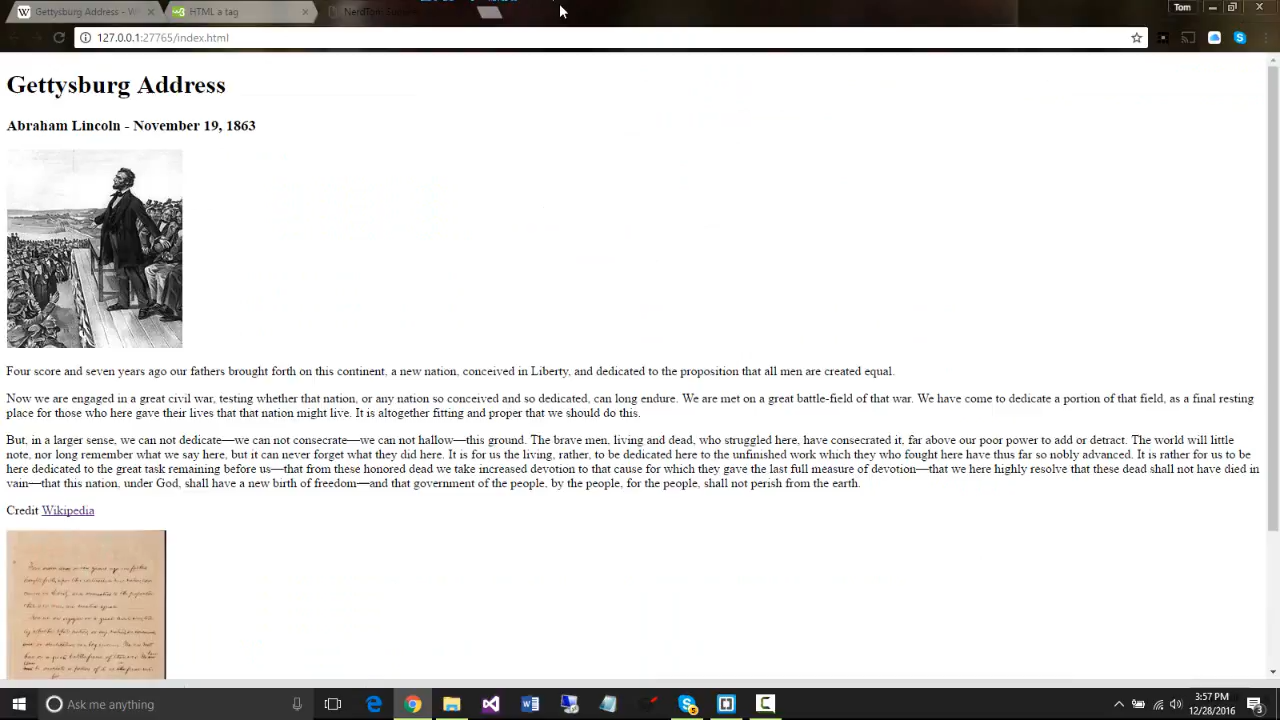 Gettysburg Address - W
HTML a tag
Tom
127.0.0.1:27765/index.html
Gettysburg Address
Abraham Lincoln - November 19, 1863
Four score and seven years ago our fathers brought forth on this continent, a new nation, conceived in Liberty, and dedicated to the proposition that all men are created equal.
Now we are engaged in a great civil war, testing whether that nation, or any nation so conceived and so dedicated, can long endure. We are met on a great battle-field of that war. We have come to dedicate a portion of that field, as a final resting
place for those who here gave their lives that that nation might live. It is altogether fitting and proper that we should do this.
But, in a larger sense, we can not dedicate—we can not consecrate—we can not hallow—this ground. The brave men, living and dead, who struggled here, have consecrated it, far above our poor power to add or detract. The world will little
note, nor long remember what we say here, but it can never forget what they did here. It is for us the living, rather, to be dedicated here to the unfinished work which they who fought here have thus far so nobly advanced. It is rather for us to be
here dedicated to the great task remaining before us—that from these honored dead we take increased devotion to that cause for which they gave the last full measure of devotion—that we here highly resolve that these dead shall not have died in
vain—that this nation, under God, shall have a new birth of freedom—and that government of the people, by the people, for the people, shall not perish from the earth.
Credit Wikipedia
Ask me anything
3:57 PM
12/28/2016